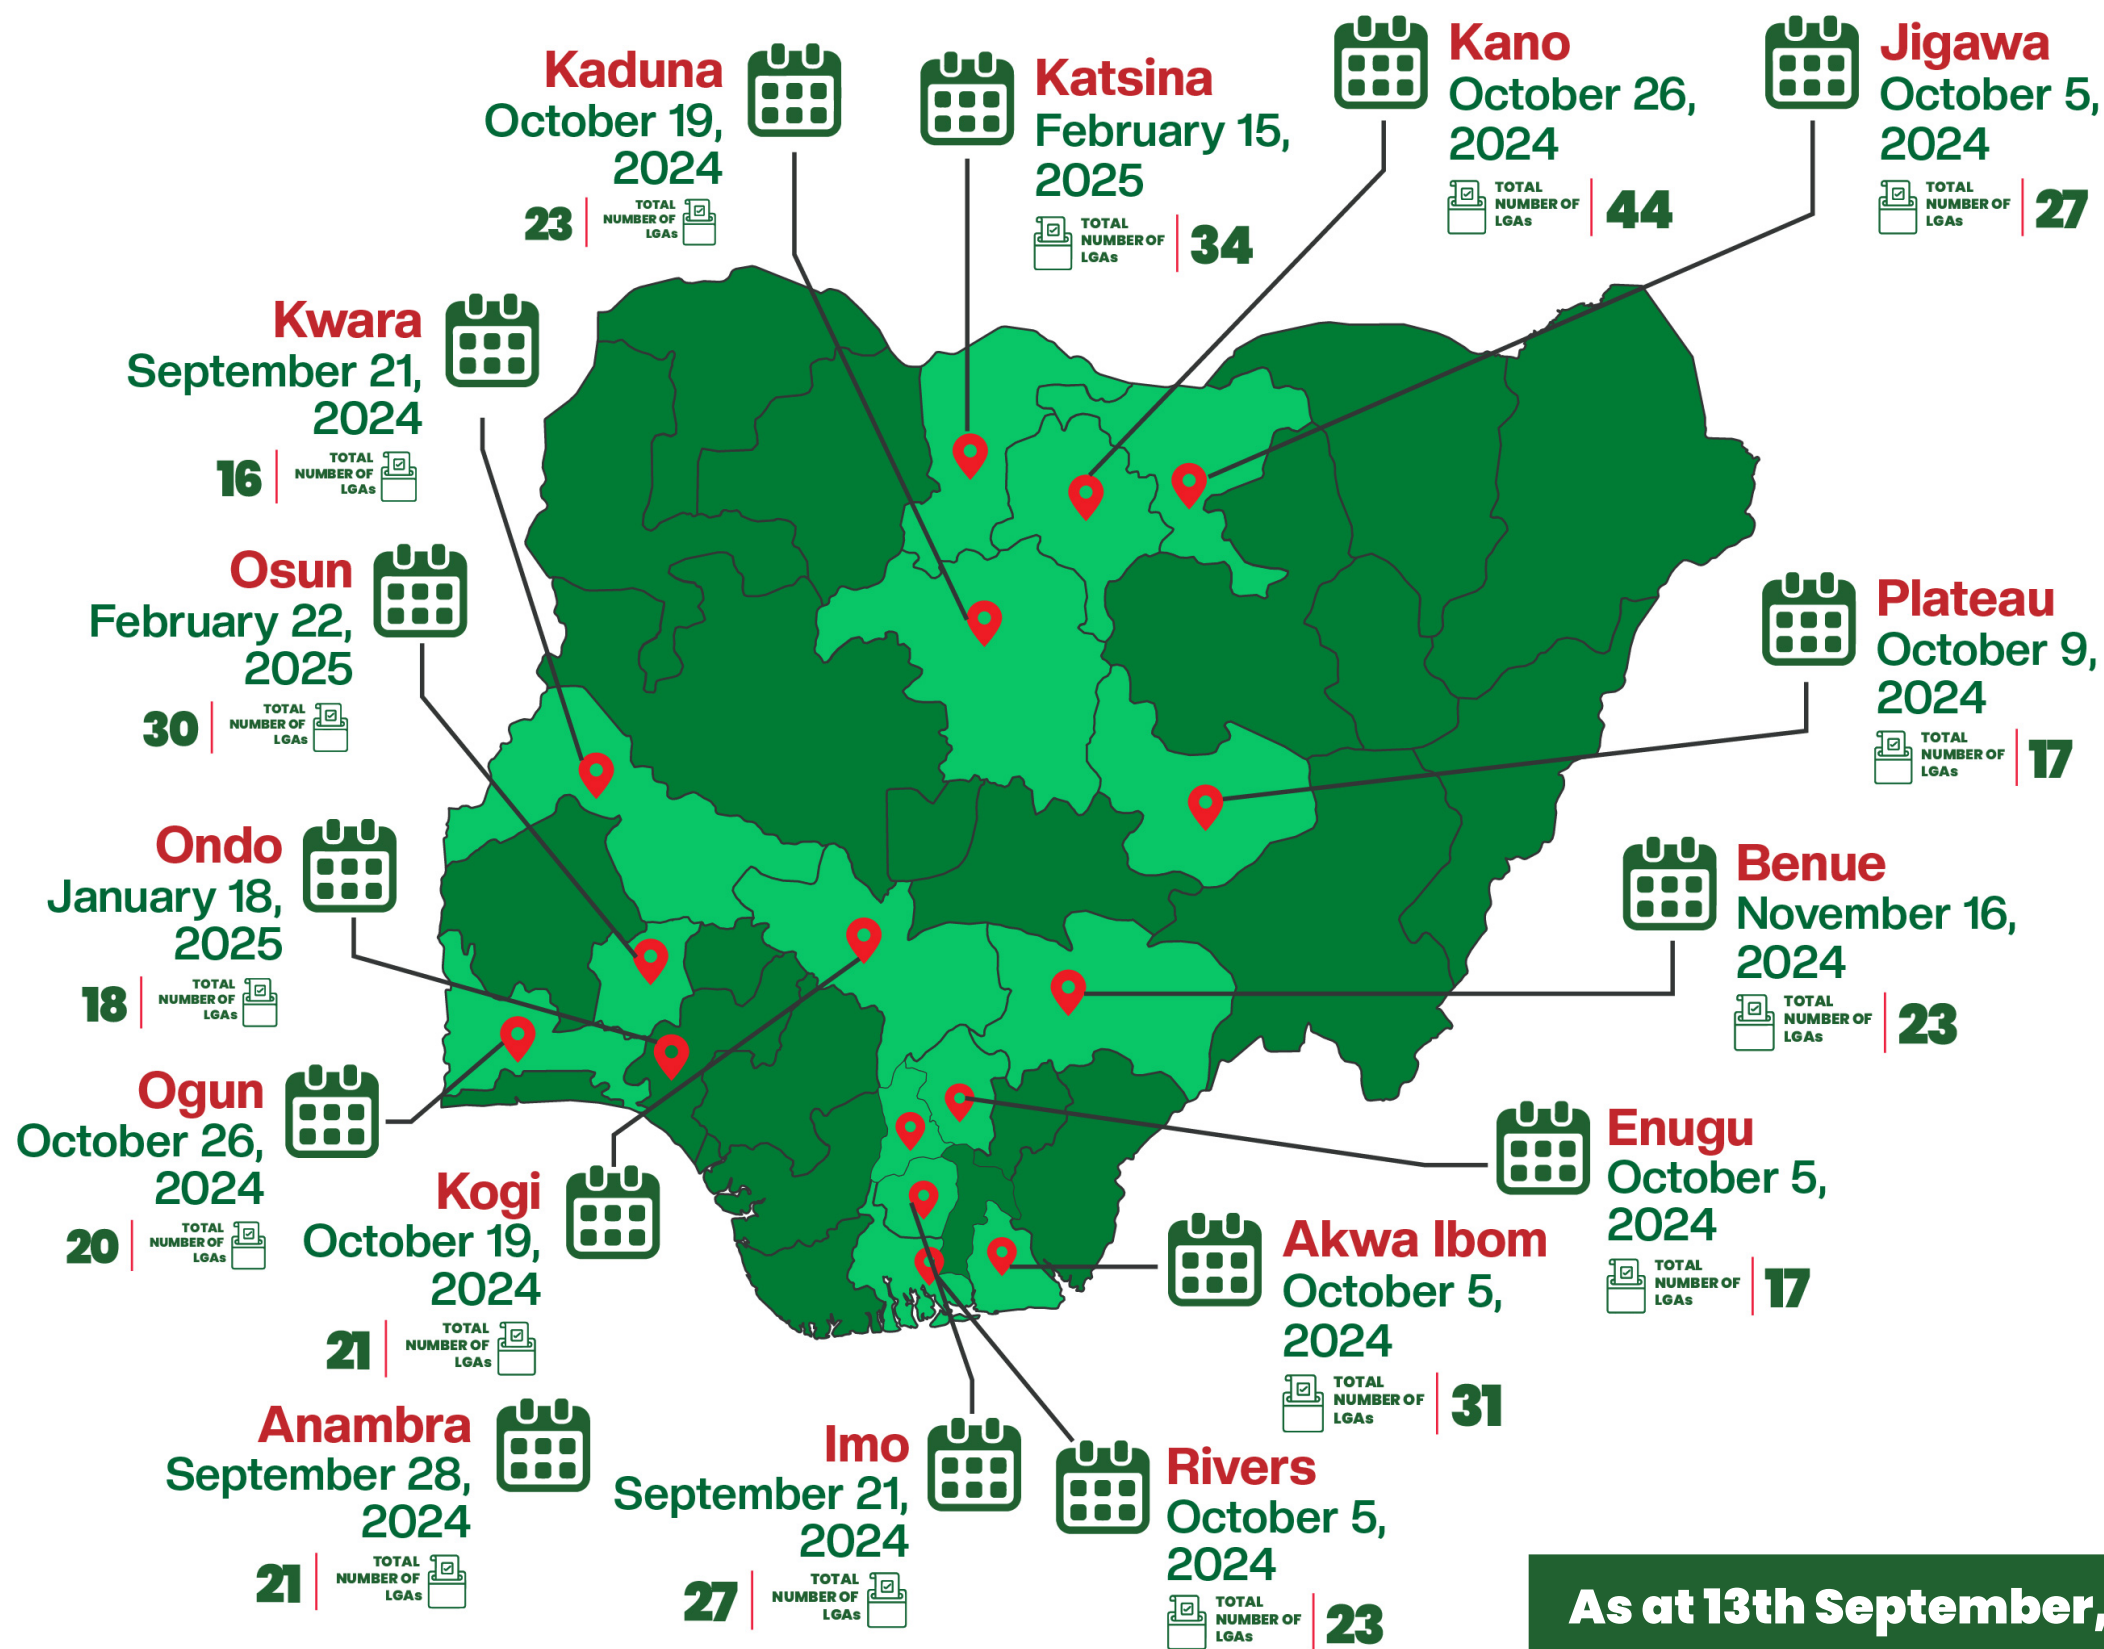 Kaduna
October 19,
2024
23
TOTAL
NUMBER OF
LGAs
Katsina
February 15,
2025
TOTAL
NUMBER OF
LGAs
34
Kano
October 26,
2024
TOTAL
NUMBER OF
LGAs
44
Jigawa
October 5,
2024
TOTAL
NUMBER OF
LGAs
27
Kwara
September 21,
2024
16
TOTAL
NUMBER OF
LGAs
Osun
February 22,
2025
30
TOTAL
NUMBER OF
LGAs
Plateau
October 9,
2024
TOTAL
NUMBER OF
LGAs
17
Ondo
January 18,
2025
18
TOTAL
NUMBER OF
LGAs
Benue
November 16,
2024
TOTAL
NUMBER OF
LGAs
23
Ogun
October 26,
2024
20
TOTAL
NUMBER OF
LGAs
Kogi
October 19,
2024
21
TOTAL
NUMBER OF
LGAs
Enugu
October 5,
2024
TOTAL
NUMBER OF
LGAs
17
Akwa Ibom
October 5,
2024
TOTAL
NUMBER OF
LGAs
31
Anambra
September 28,
2024
21
TOTAL
NUMBER OF
LGAs
Imo
September 21,
2024
27
TOTAL
NUMBER OF
LGAs
Rivers
October 5,
2024
TOTAL
NUMBER OF
LGAs
23
As at 13th September,